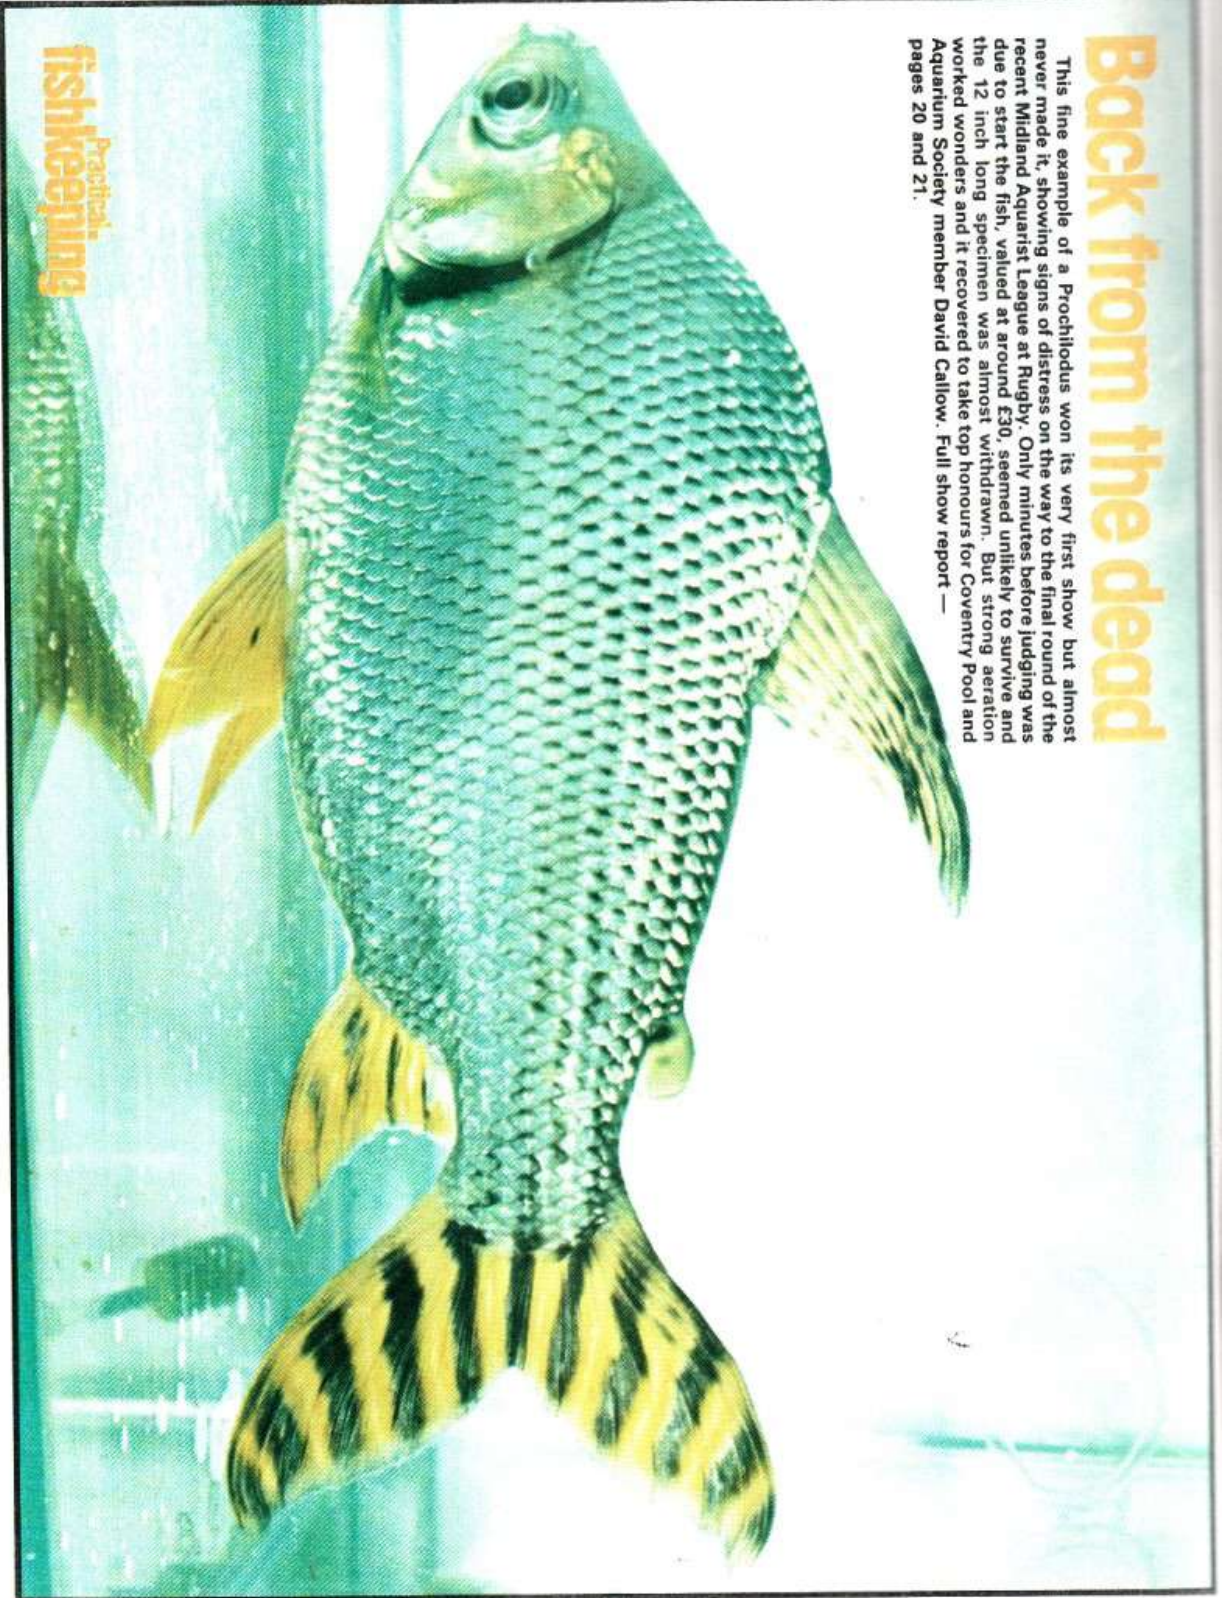 Back from the dead
This fine example of a Prochilodus won its very first show but almost
never made it, showing signs of distress on the way to the final round of the
recent Midland Aquarist League at Rugby. Only minutes before judging was
due to start the fish, valued at around £30, seemed unlikely to survive and
the 12 inch long specimen was almost withdrawn. But strong aeration
worked wonders and it recovered to take top honours for Coventry Pool and
Aquarium Society member David Callow. Full show report —
pages 20 and 21.
Practical
fishkeeping